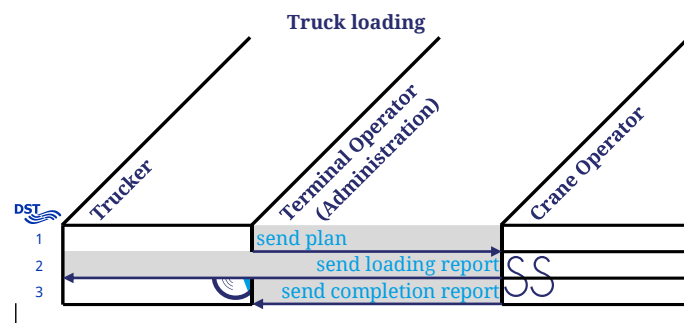 Truck loading
Trucker
Terminal Operator
(Administration)
Crane Operator
DST
1
send plan
2
send loading report
SS
3
send completion report